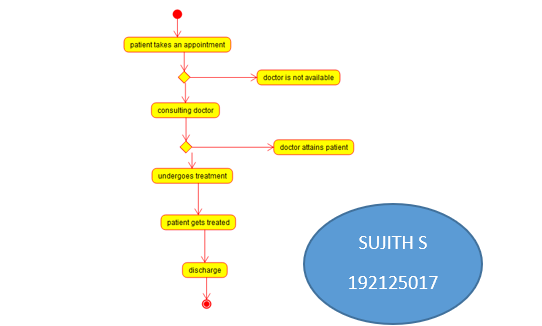 patient takes an appointment
doctor is not available
consulting doctor
doctor attains patient
undergoes treatment
patient gets treated
discharge
SUJITH S
192125017